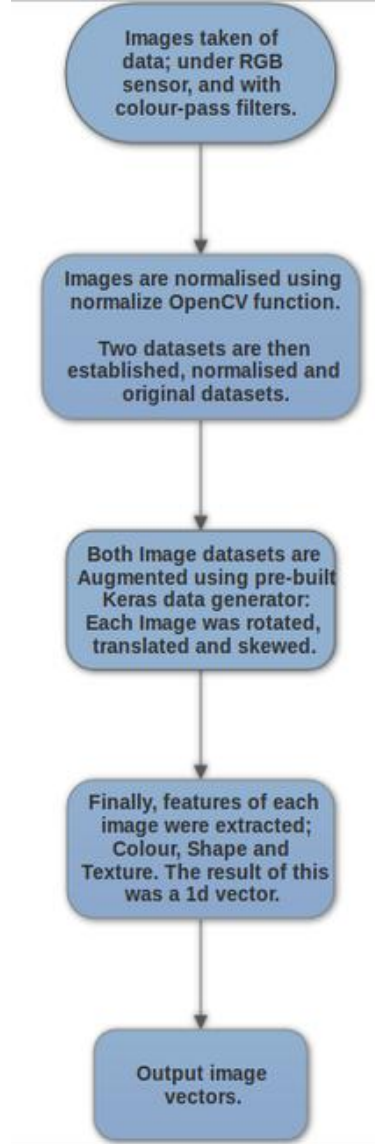 Images taken of
data; under RGB
sensor, and with
colour-pass filters.
Images are normalised using
normalize OpenCV function.
Two datasets are then
established, normalised and
original datasets.
Both Image datasets are
Augmented using pre-built
Keras data generator:
Each Image was rotated,
translated and skewed.
Finally, features of each
image were extracted;
Colour, Shape and
Texture. The result of this
was a 1d vector.
Output image
vectors.